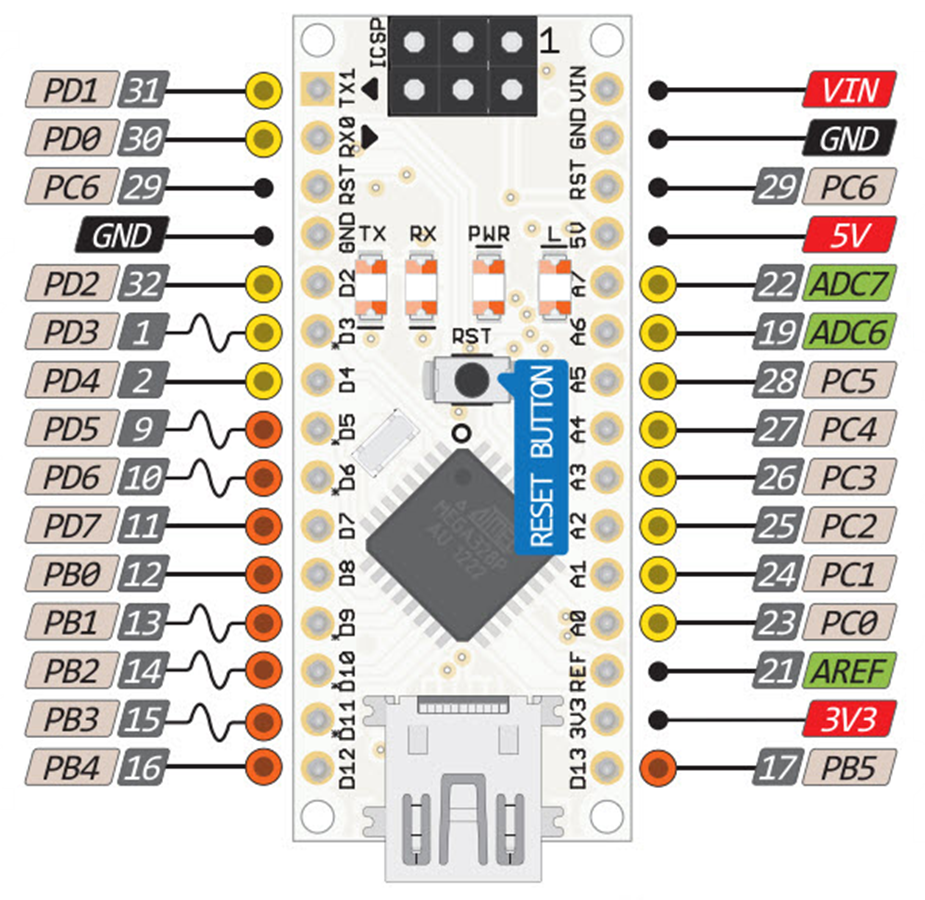 ICSP
1
PD1 31 TX1
VIN VIN
PD0 30 RX0
GND GND
PC6 29 RST
RST 29 PC6
GND GND
5V 5V
TX RX PWR L
PD2 32 D2
A7 22 ADC7
PD3 1 *D3
A6 19 ADC6
RST
PD4 2 D4
A5 28 PC5
PD5 9 *D5
A4 27 PC4
PD6 10 *D6
A3 26 PC3
RESET BUTTON
PD7 11 D7
A2 25 PC2
ATMEL
MEGA328P
AU 1227
PB0 12 D8
A1 24 PC1
PB1 13 *D9
A0 23 PC0
PB2 14 *D10
REF 21 AREF
PB3 15 *D11
3V3 3V3
PB4 16 D12
D13 17 PB5